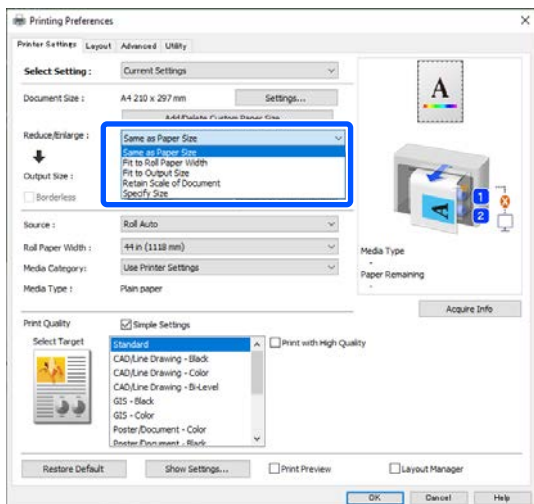 Printing Preferences
Printer Settings Layout Advanced Utility
Select Setting : Current Settings
Document Size : A4 210 x 297 mm Settings...
Add/Delete Custom Paper Size...
Reduce/Enlarge : Same as Paper Size
Same as Paper Size
Fit to Roll Paper Width
Fit to Output Size
Retain Scale of Document
Specify Size
Output Size :
Borderless
Source : Roll Auto
Roll Paper Width : 44 in (1118 mm)
Media Category: Use Printer Settings
Media Type : Plain paper
A
1
A
2
Media Type
-
Paper Remaining
-
Acquire Info
Print Quality Simple Settings
Select Target
Standard
CAD/Line Drawing - Black
CAD/Line Drawing - Color
CAD/Line Drawing - Bi-Level
GIS - Black
GIS - Color
Poster/Document - Color
Poster/Document - Black
Print with High Quality
Restore Default Show Settings... Print Preview Layout Manager
OK Cancel Help